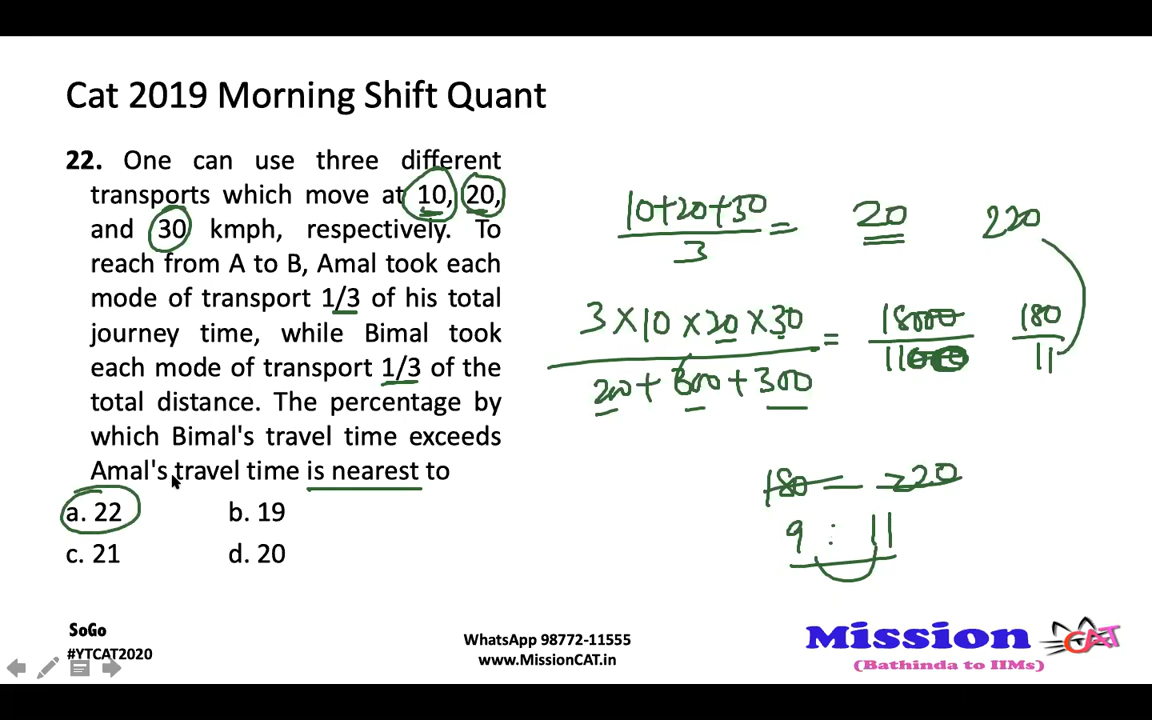 Cat 2019 Morning Shift Quant
22. One can use three different
transports which move at 10, 20,
and 30 kmph, respectively. To
reach from A to B, Amal took each
mode of transport 1/3 of his total
journey time, while Bimal took
each mode of transport 1/3 of the
total distance. The percentage by
which Bimal's travel time exceeds
Amal's travel time is nearest to
a. 22 b. 19
c. 21 d. 20
10+20+30
3
= 20
220
3 × 10 × 20 × 30
200 + 600 + 300
= 18000
11000
180
11
180 — 220
9 : 11
SoGo
#YTCAT2020
WhatsApp 98772-11555
www.MissionCAT.in
Mission CAT
(Bathinda to IIMs)